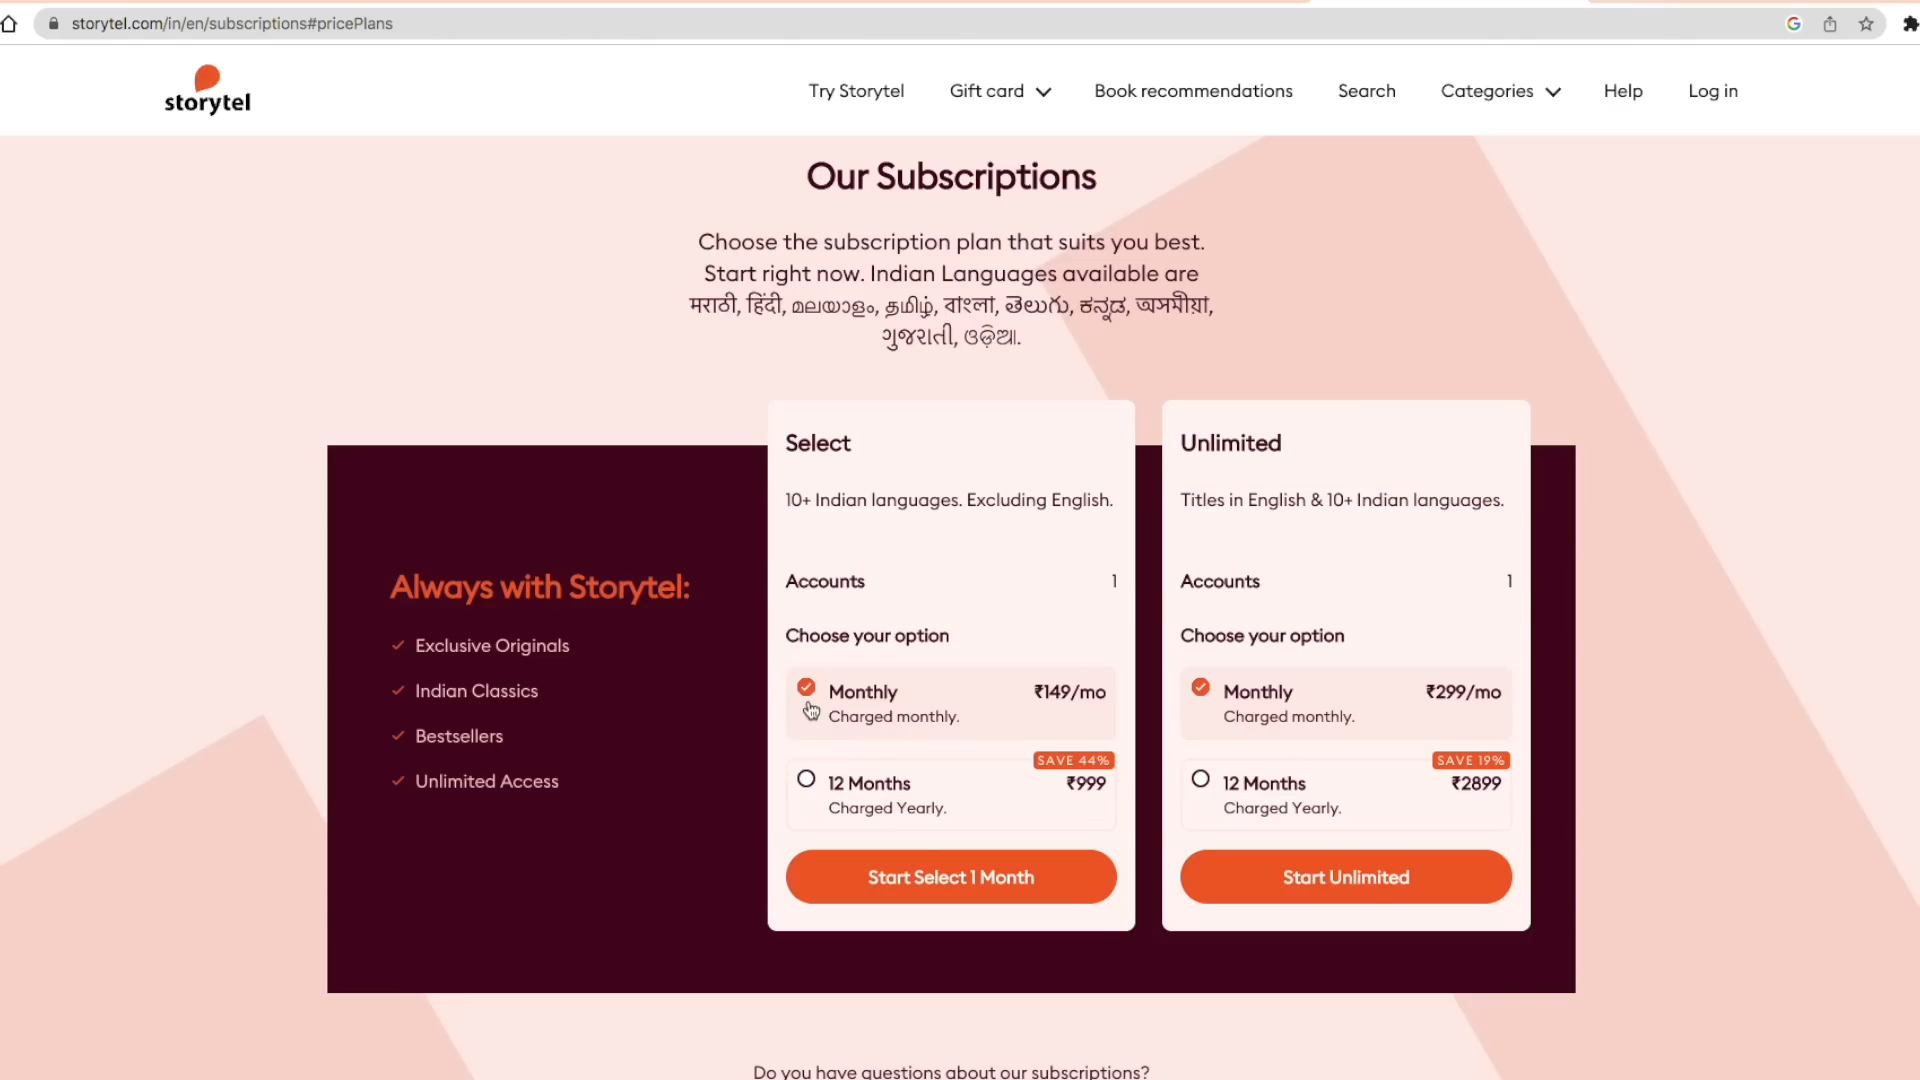 storytel.com/in/en/subscriptions#pricePlans
storytel
Try Storytel
Gift card
Book recommendations
Search
Categories
Help
Log in
Our Subscriptions
Choose the subscription plan that suits you best.
Start right now. Indian Languages available are
मराठी, हिंदी, മലയാളം, தமிழ், বাংলা, తెలుగు, ಕನ್ನಡ, অসমীয়া,
ગુજરાતી, ଓଡ଼ିଆ.
Always with Storytel:
Exclusive Originals
Indian Classics
Bestsellers
Unlimited Access
Select
10+ Indian languages. Excluding English.
Accounts 1
Choose your option
Monthly ₹149/mo
Charged monthly.
SAVE 44%
12 Months ₹999
Charged Yearly.
Start Select 1 Month
Unlimited
Titles in English & 10+ Indian languages.
Accounts 1
Choose your option
Monthly ₹299/mo
Charged monthly.
SAVE 19%
12 Months ₹2899
Charged Yearly.
Start Unlimited
Do you have questions about our subscriptions?